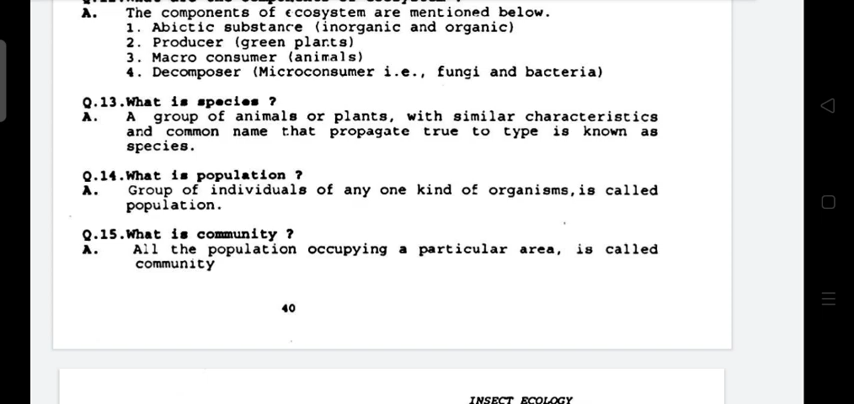 A. The components of ecosystem are mentioned below.
1. Abictic substance (inorganic and organic)
2. Producer (green plants)
3. Macro consumer (animals)
4. Decomposer (Microconsumer i.e., fungi and bacteria)
Q.13.What is species ?
A. A group of animals or plants, with similar characteristics
and common name that propagate true to type is known as
species.
Q.14.What is population ?
A. Group of individuals of any one kind of organisms,is called
population.
Q.15.What is community ?
A. All the population occupying a particular area, is called
community
40
INSECT ECOLOGY